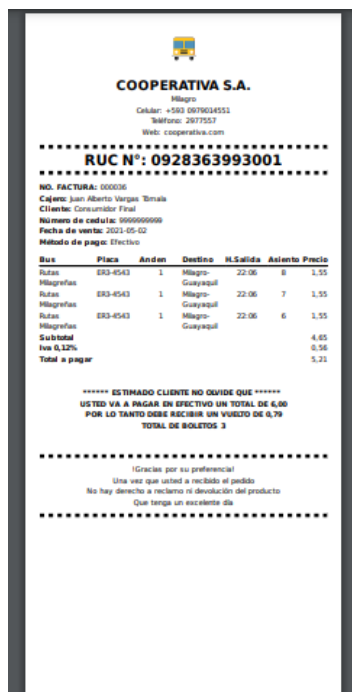 COOPERATIVA S.A.
Milagro
Celular: +593 0979014551
Teléfono: 2977557
Web: cooperativa.com
RUC N°: 0928363993001
NO. FACTURA: 000036
Cajero: Juan Alberto Vargas Tómala
Cliente: Consumidor Final
Número de cedula: 9999999999
Fecha de venta: 2021-05-02
Método de pago: Efectivo
Bus Placa Anden Destino H.Salida Asiento Precio
Rutas ER3-4543 1 Milagro- 22:06 8 1,55
Milagreñas Guayaquil
Rutas ER3-4543 1 Milagro- 22:06 7 1,55
Milagreñas Guayaquil
Rutas ER3-4543 1 Milagro- 22:06 6 1,55
Milagreñas Guayaquil
Subtotal 4,65
Iva 0,12% 0,56
Total a pagar 5,21
****** ESTIMADO CLIENTE NO OLVIDE QUE ******
USTED VA A PAGAR EN EFECTIVO UN TOTAL DE 6,00
POR LO TANTO DEBE RECIBIR UN VUELTO DE 0,79
TOTAL DE BOLETOS 3
!Gracias por su preferencia!
Una vez que usted a recibido el pedido
No hay derecho a reclamo ni devolución del producto
Que tenga un excelente día